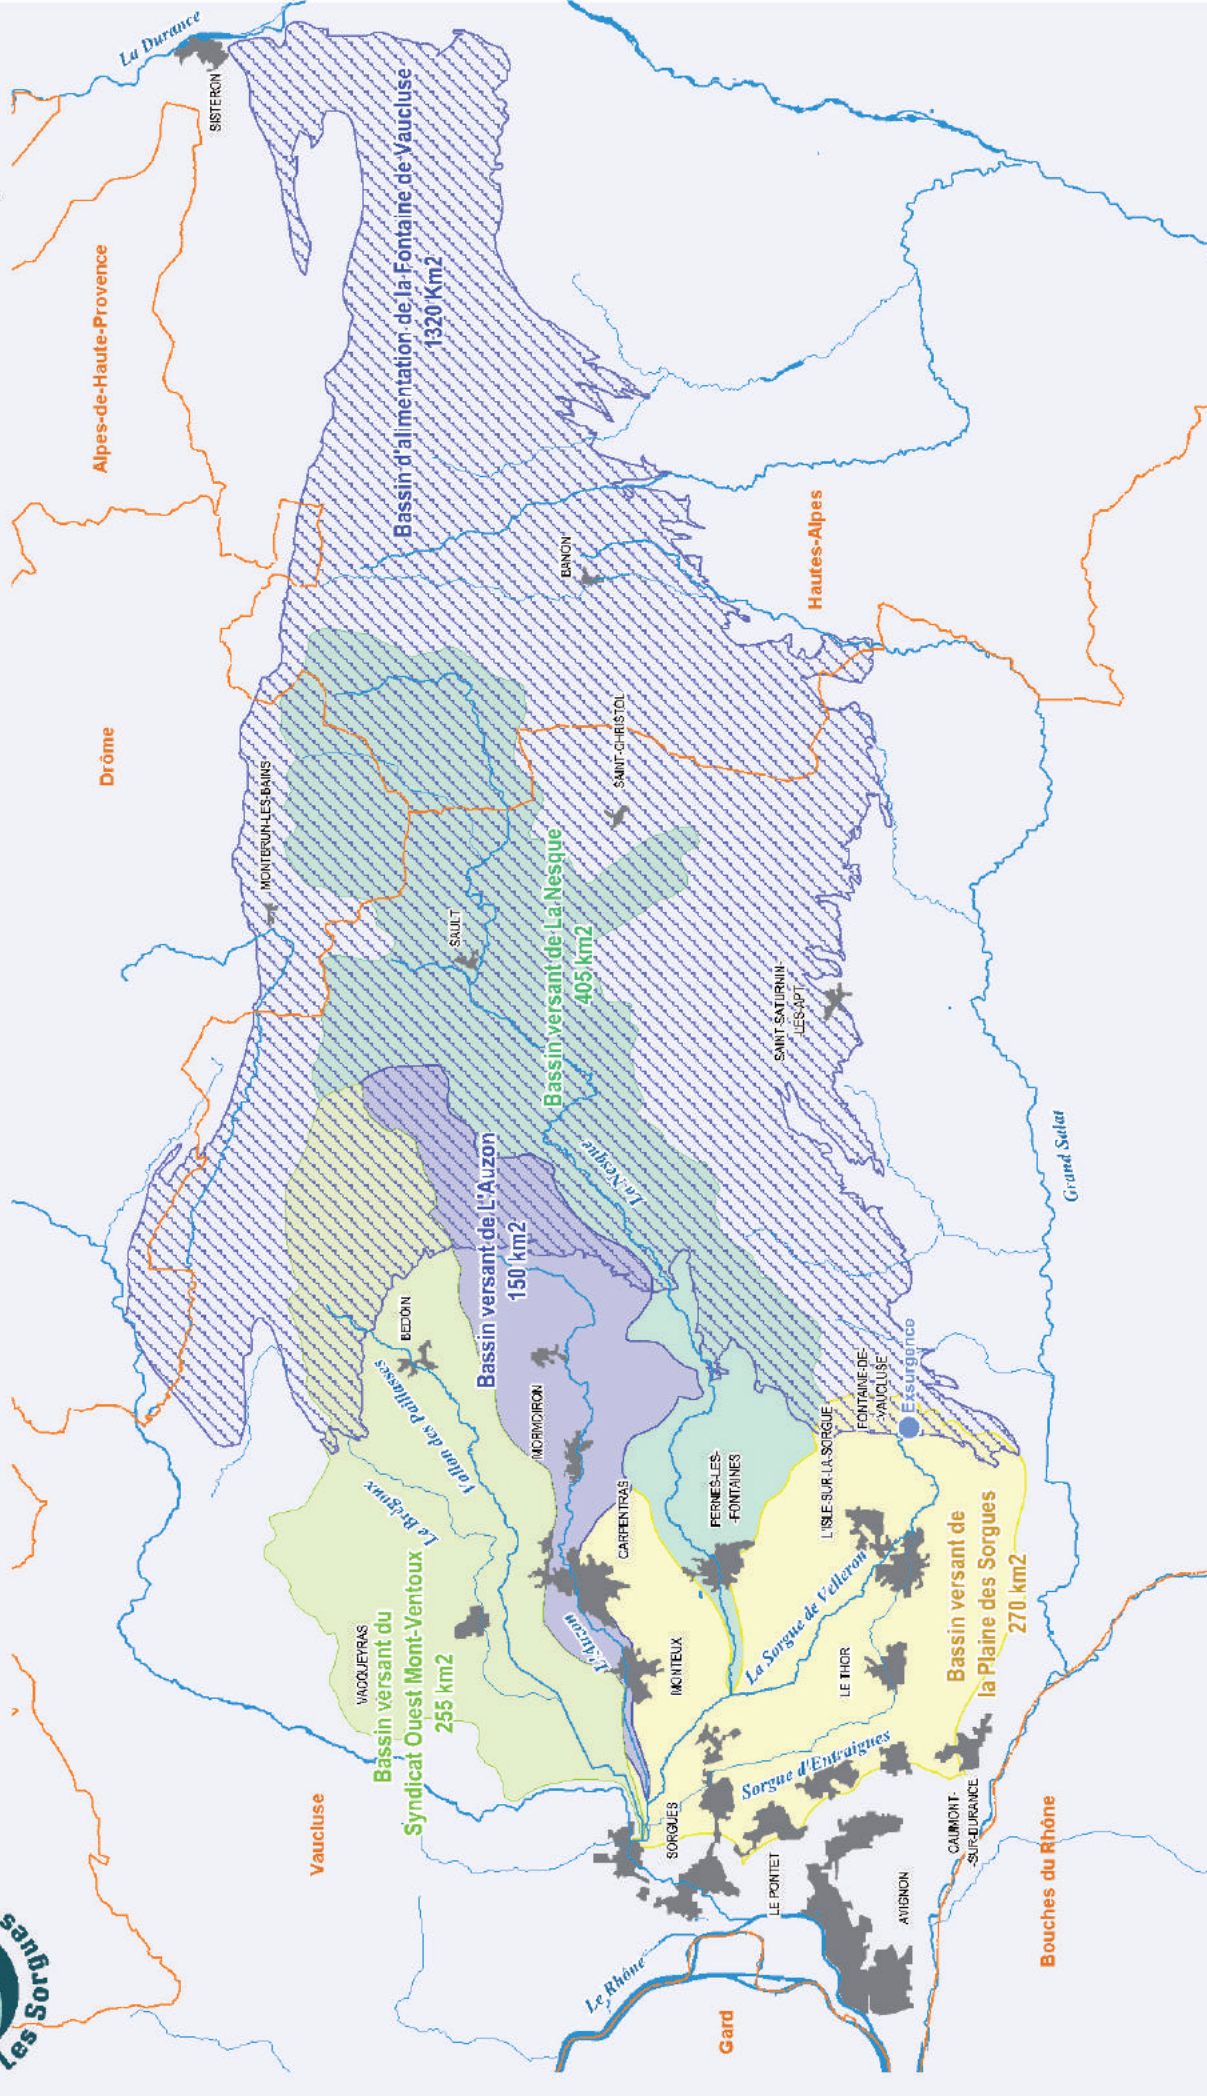 Les Sorgues
Vaucluse
Drôme
Alpes-de-Haute-Provence
La Durance
SISTERON
MONTBRUN-LES-BAINS
Bassin d'alimentation de la Fontaine de Vaucluse
1320 Km2
VACQUEYRAS
Bassin versant du
Syndicat Ouest Mont-Ventoux
255 km2
Le Brégoux
Vallon des Paillasses
BEDOIN
SAULT
Bassin versant de L'Auzon
150 km2
MORMOIRON
Bassin versant de La Nesque
405 km2
BANON
SAINT-CHRISTOL
La Nesque
L'Auzon
CARPENTRAS
Le Rhône
SORGUES
MONTEUX
PERNES-LES-
-FONTAINES
Gard
LE PONTET
Sorgue d'Entraigues
La Sorgue de Velleron
SAINT-SATURNIN-
-LES-APT
Hautes-Alpes
L'ISLE-SUR-LA-SORGUE
LE THOR
FONTAINE-DE-
-VAUCLUSE
Exsurgence
AVIGNON
CAUMONT-
-SUR-DURANCE
Bassin versant de
la Plaine des Sorgues
270 km2
Bouches du Rhône
Grand Salat